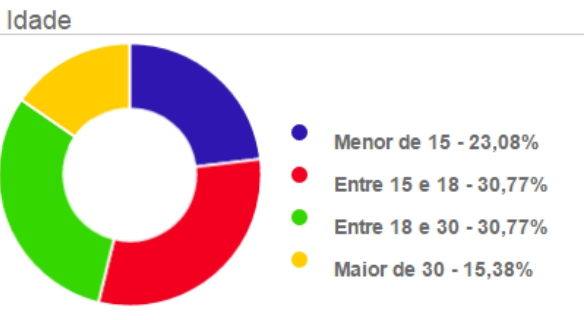 Idade
Menor de 15 - 23,08%
Entre 15 e 18 - 30,77%
Entre 18 e 30 - 30,77%
Maior de 30 - 15,38%